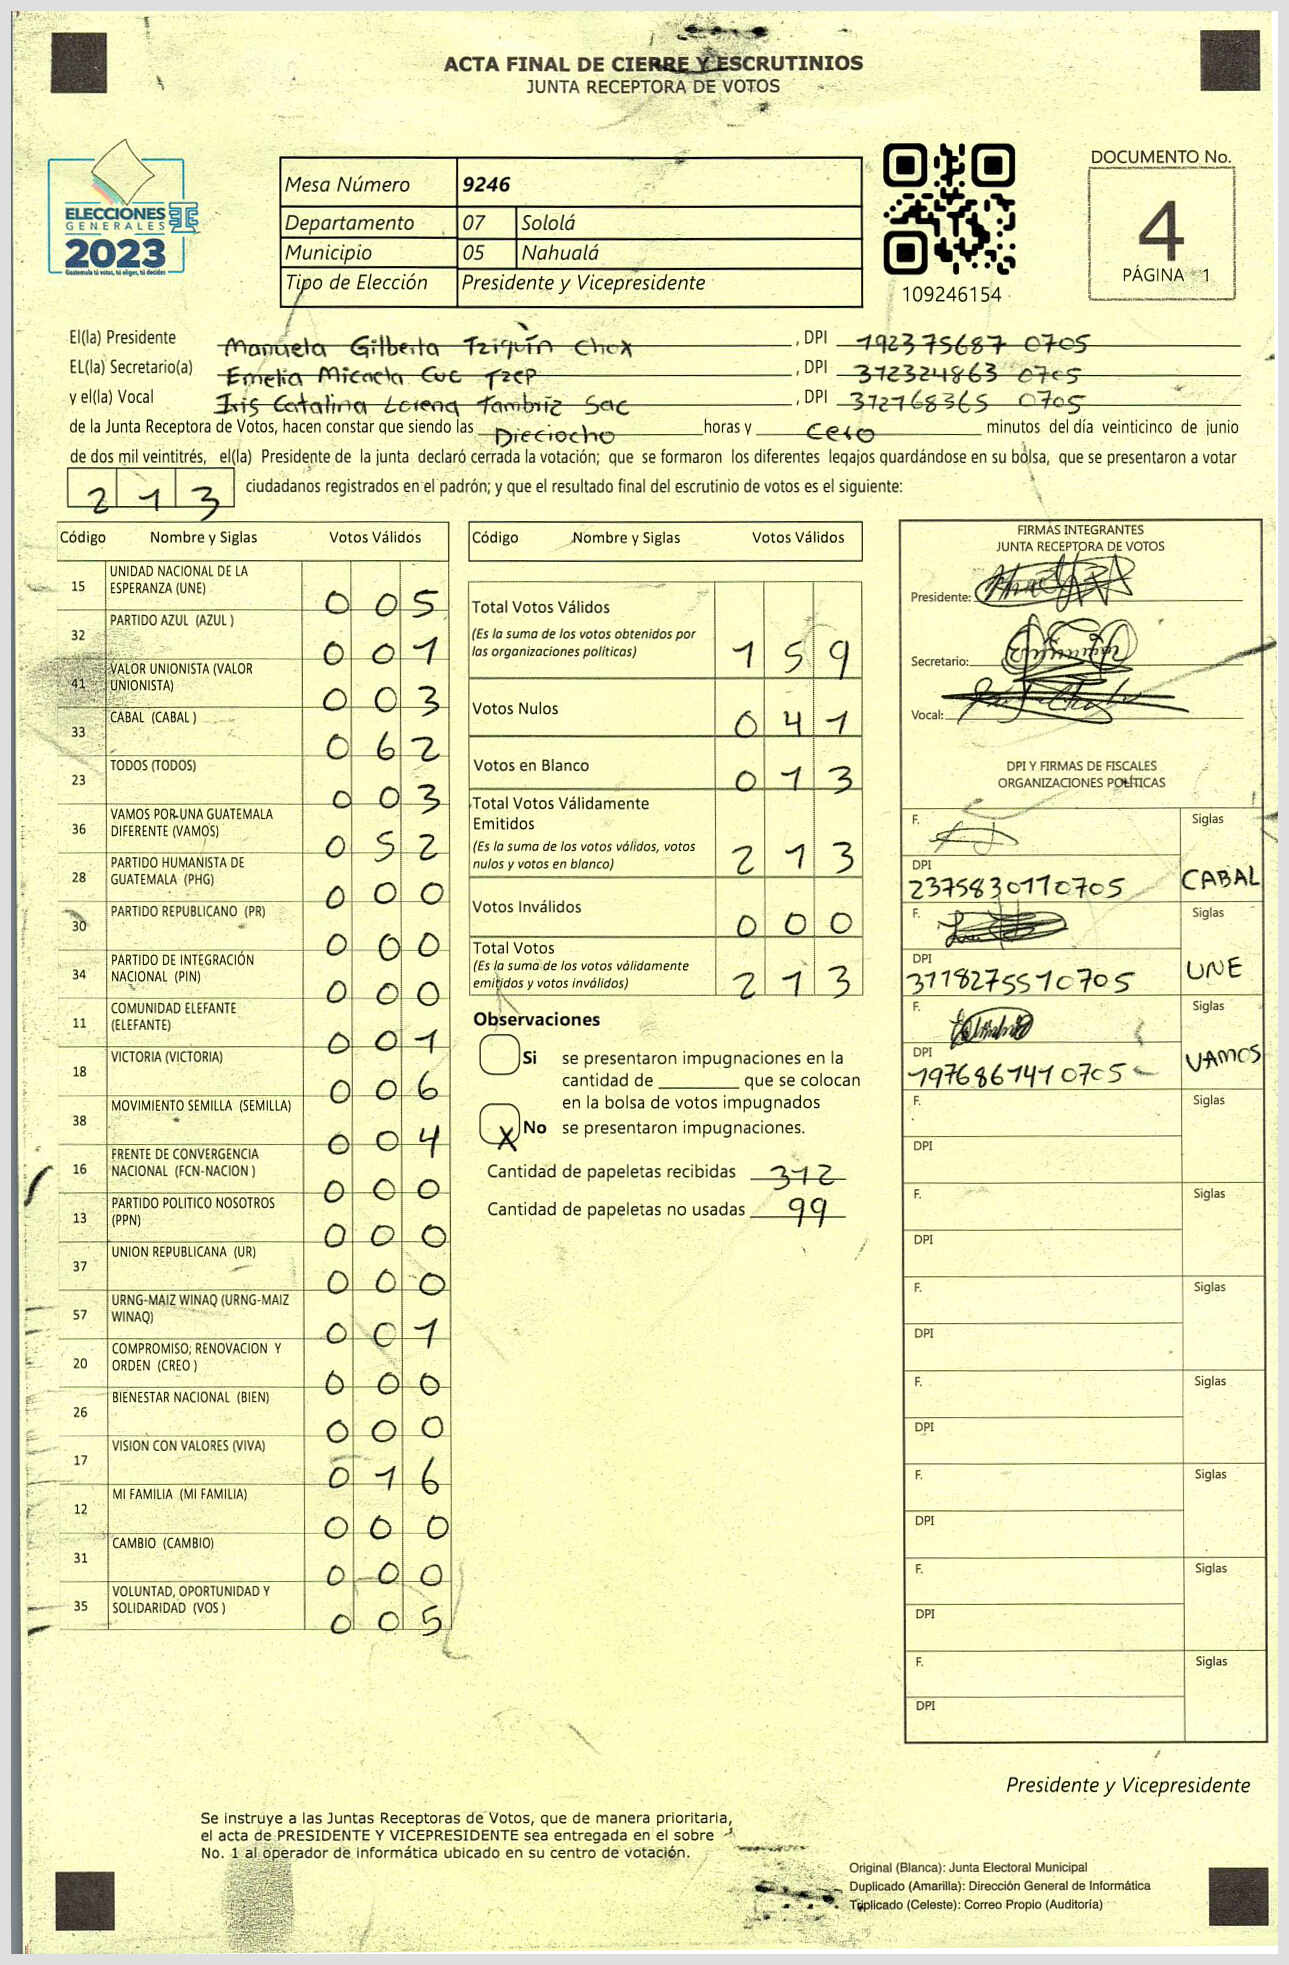 ACTA FINAL DE CIERRE Y ESCRUTINIOS
JUNTA RECEPTORA DE VOTOS
ELECCIONES
GENERALES
2023
Guatemala tú votas, tú eliges, tú decides
Mesa Número 9246
Departamento 07 Sololá
Municipio 05 Nahualá
Tipo de Elección Presidente y Vicepresidente
109246154
DOCUMENTO No.
4
PÁGINA 1
El(la) Presidente Manuela Gilberta Tziquín Chox , DPI 192375687 0705
EL(la) Secretario(a) Emelia Micaela Cuc Tzep , DPI 372324863 0705
y el(la) Vocal Iris Catalina Lorena Tambriz Sac , DPI 372768365 0705
de la Junta Receptora de Votos, hacen constar que siendo las Dieciocho horas y cero minutos del día veinticinco de junio
de dos mil veintitrés, el(la) Presidente de la junta declaró cerrada la votación; que se formaron los diferentes legajos guardándose en su bolsa, que se presentaron a votar
213 ciudadanos registrados en el padrón; y que el resultado final del escrutinio de votos es el siguiente:
Código Nombre y Siglas Votos Válidos
15 UNIDAD NACIONAL DE LA ESPERANZA (UNE) 0 0 5
32 PARTIDO AZUL (AZUL ) 0 0 1
41 VALOR UNIONISTA (VALOR UNIONISTA) 0 0 3
33 CABAL (CABAL ) 0 6 2
23 TODOS (TODOS) 0 0 3
36 VAMOS POR UNA GUATEMALA DIFERENTE (VAMOS) 0 5 2
28 PARTIDO HUMANISTA DE GUATEMALA (PHG) 0 0 0
30 PARTIDO REPUBLICANO (PR) 0 0 0
34 PARTIDO DE INTEGRACIÓN NACIONAL (PIN) 0 0 0
11 COMUNIDAD ELEFANTE (ELEFANTE) 0 0 1
18 VICTORIA (VICTORIA) 0 0 6
38 MOVIMIENTO SEMILLA (SEMILLA) 0 0 4
16 FRENTE DE CONVERGENCIA NACIONAL (FCN-NACION ) 0 0 0
13 PARTIDO POLITICO NOSOTROS (PPN) 0 0 0
37 UNION REPUBLICANA (UR) 0 0 0
57 URNG-MAIZ WINAQ (URNG-MAIZ WINAQ) 0 0 1
20 COMPROMISO, RENOVACION Y ORDEN (CREO ) 0 0 0
26 BIENESTAR NACIONAL (BIEN) 0 0 0
17 VISION CON VALORES (VIVA) 0 1 6
12 MI FAMILIA (MI FAMILIA) 0 0 0
31 CAMBIO (CAMBIO) 0 0 0
35 VOLUNTAD, OPORTUNIDAD Y SOLIDARIDAD (VOS ) 0 0 5
Código Nombre y Siglas Votos Válidos
Total Votos Válidos
(Es la suma de los votos obtenidos por
las organizaciones políticas) 1 5 9
Votos Nulos 0 4 1
Votos en Blanco 0 1 3
Total Votos Válidamente
Emitidos
(Es la suma de los votos válidos, votos
nulos y votos en blanco) 2 1 3
Votos Inválidos 0 0 0
Total Votos
(Es la suma de los votos válidamente
emitidos y votos inválidos) 2 1 3
Observaciones
Si se presentaron impugnaciones en la
cantidad de ________ que se colocan
en la bolsa de votos impugnados
X No se presentaron impugnaciones.
Cantidad de papeletas recibidas 312
Cantidad de papeletas no usadas 99
FIRMAS INTEGRANTES
JUNTA RECEPTORA DE VOTOS
Presidente:
Secretario:
Vocal:
DPI Y FIRMAS DE FISCALES
ORGANIZACIONES POLÍTICAS
F. Siglas
DPI
2375830110705 CABAL
F. Siglas
DPI
3118275510705 UNE
F. Siglas
DPI
1976861410705 VAMOS
F. Siglas
DPI
F. Siglas
DPI
F. Siglas
DPI
F. Siglas
DPI
F. Siglas
DPI
F. Siglas
DPI
F. Siglas
DPI
Presidente y Vicepresidente
Se instruye a las Juntas Receptoras de Votos, que de manera prioritaria,
el acta de PRESIDENTE Y VICEPRESIDENTE sea entregada en el sobre
No. 1 al operador de informática ubicado en su centro de votación.
Original (Blanca): Junta Electoral Municipal
Duplicado (Amarilla): Dirección General de Informática
Triplicado (Celeste): Correo Propio (Auditoría)